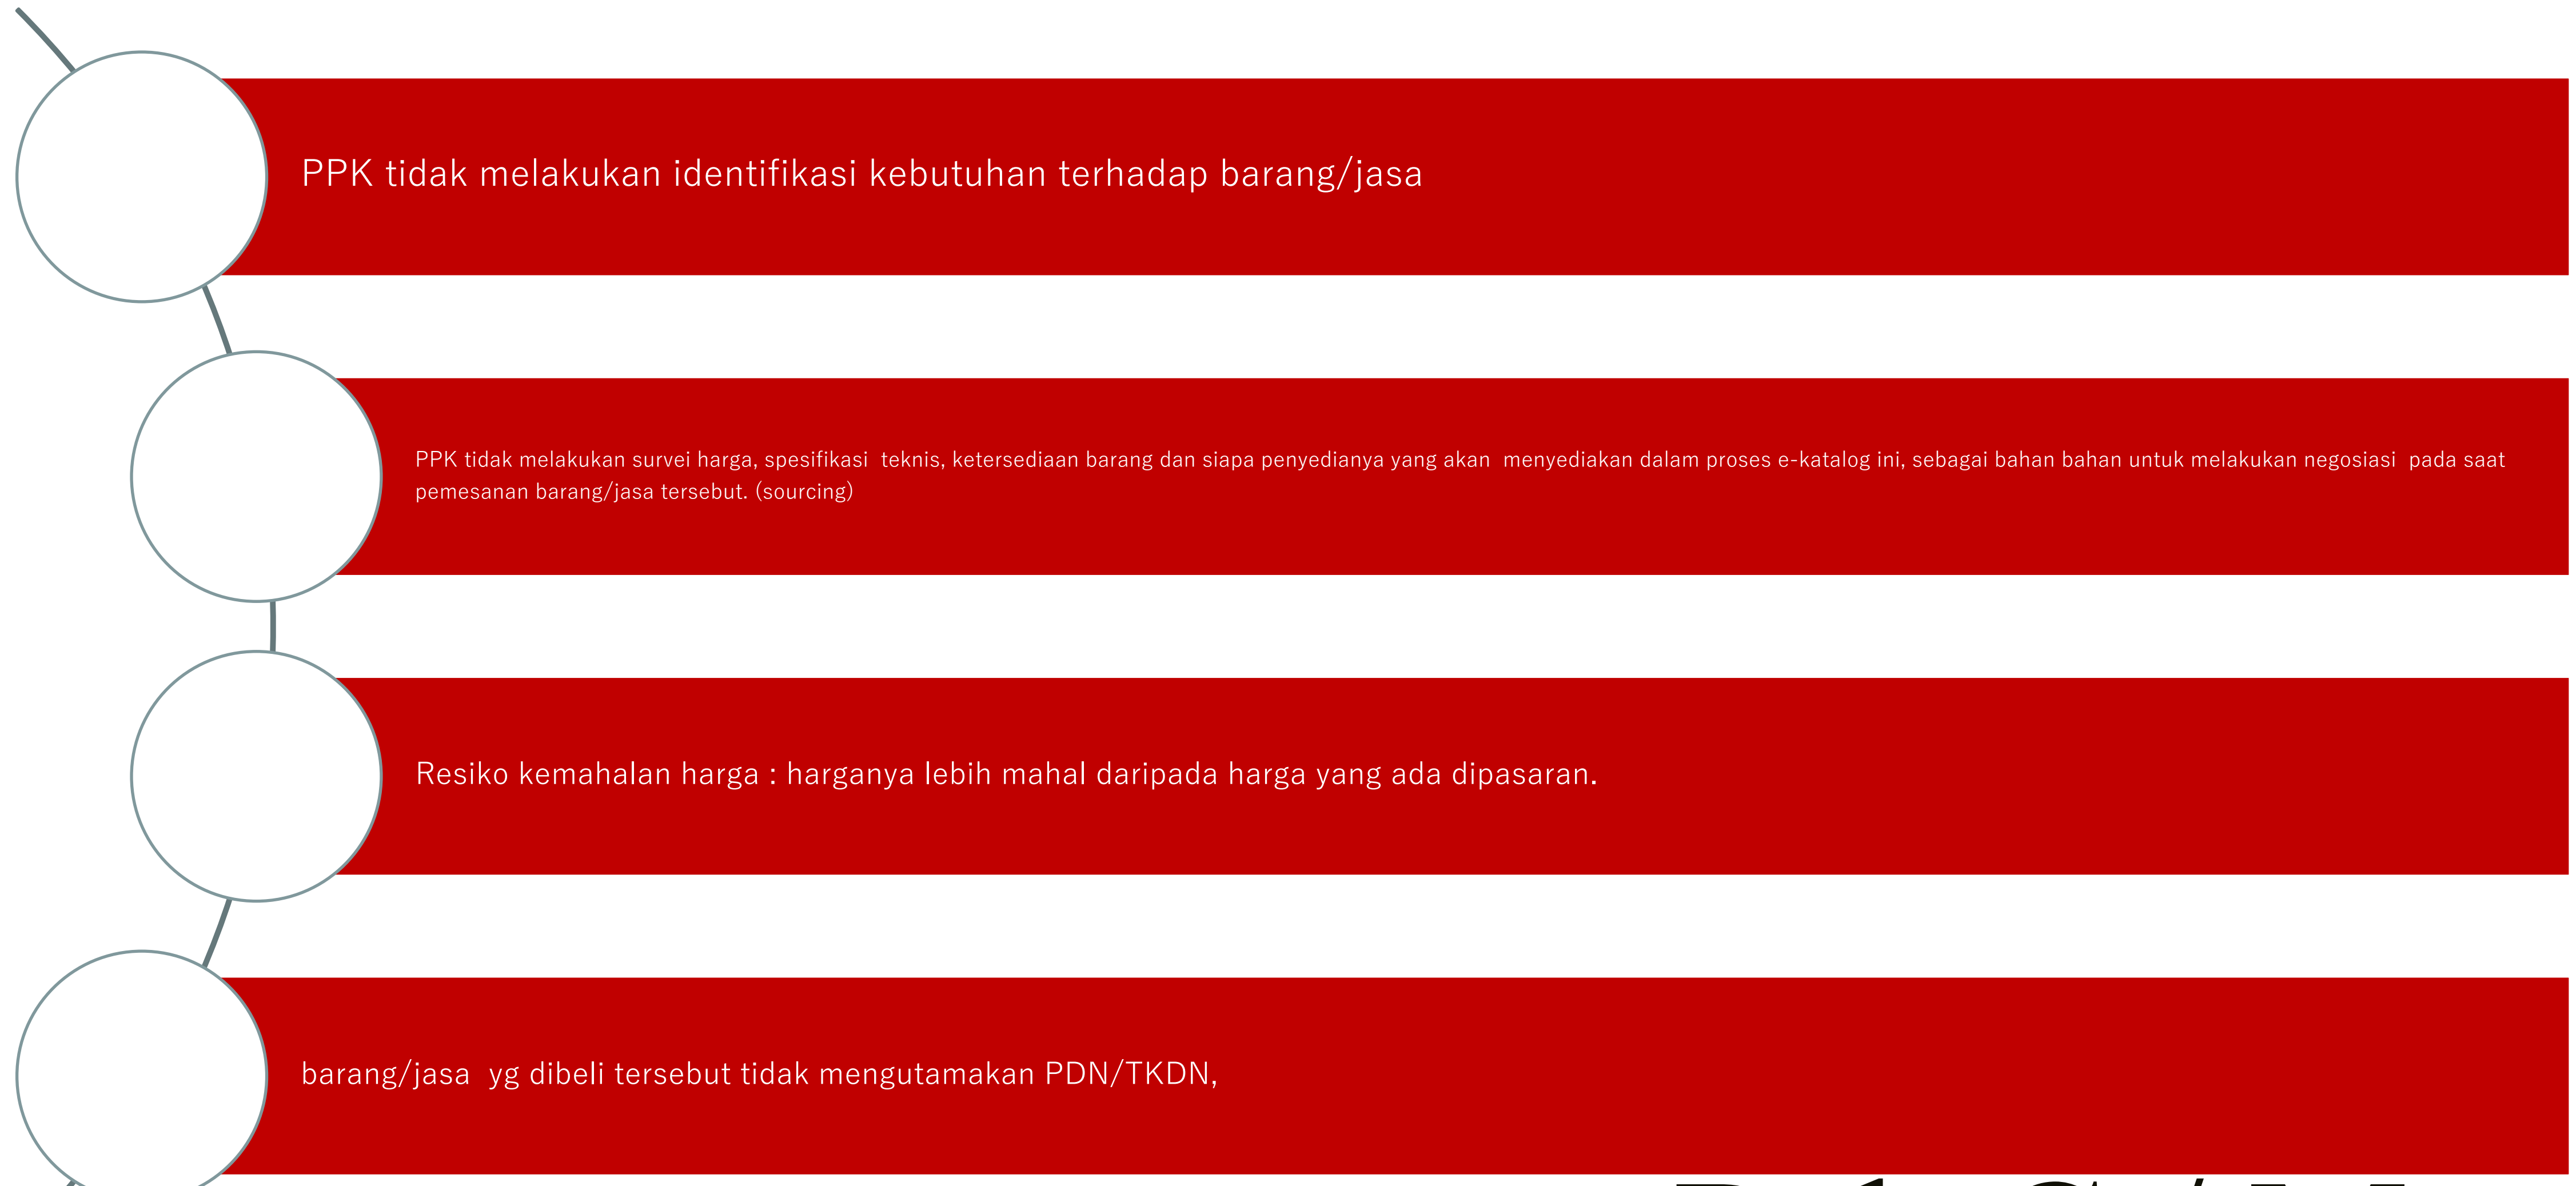 PPK tidak melakukan identifikasi kebutuhan terhadap barang/jasa
PPK tidak melakukan survei harga, spesifikasi  teknis, ketersediaan barang dan siapa penyedianya yang akan  menyediakan dalam proses e-katalog ini, sebagai bahan bahan untuk melakukan negosiasi  pada saat
pemesanan barang/jasa tersebut. (sourcing)
Resiko kemahalan harga : harganya lebih mahal daripada harga yang ada dipasaran.
barang/jasa  yg dibeli tersebut tidak mengutamakan PDN/TKDN,